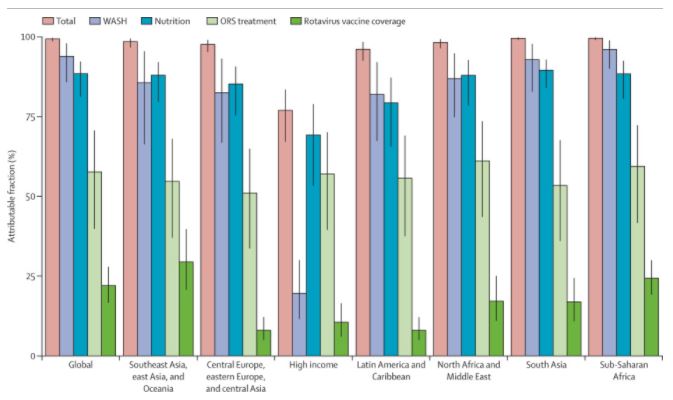 Total WASH Nutrition ORS treatment Rotavirus vaccine coverage
100
75
50
25
0
Attributable fraction (%)
Global
Southeast Asia,
east Asia, and
Oceania
Central Europe,
eastern Europe,
and central Asia
High income
Latin America and
Caribbean
North Africa and
Middle East
South Asia
Sub-Saharan
Africa